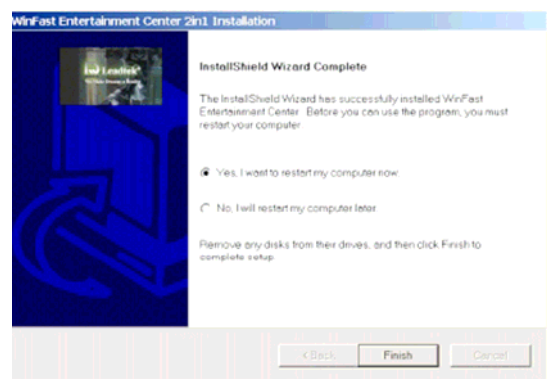 WinFast Entertainment Center 2in1 Installation
Leadtek
InstallShield Wizard Complete
The InstallShield Wizard has successfully installed WinFast
Entertainment Center. Before you can use the program, you must
restart your computer.
Yes, I want to restart my computer now.
No, I will restart my computer later.
Remove any disks from their drives, and then click Finish to
complete setup.
< Back
Finish
Cancel